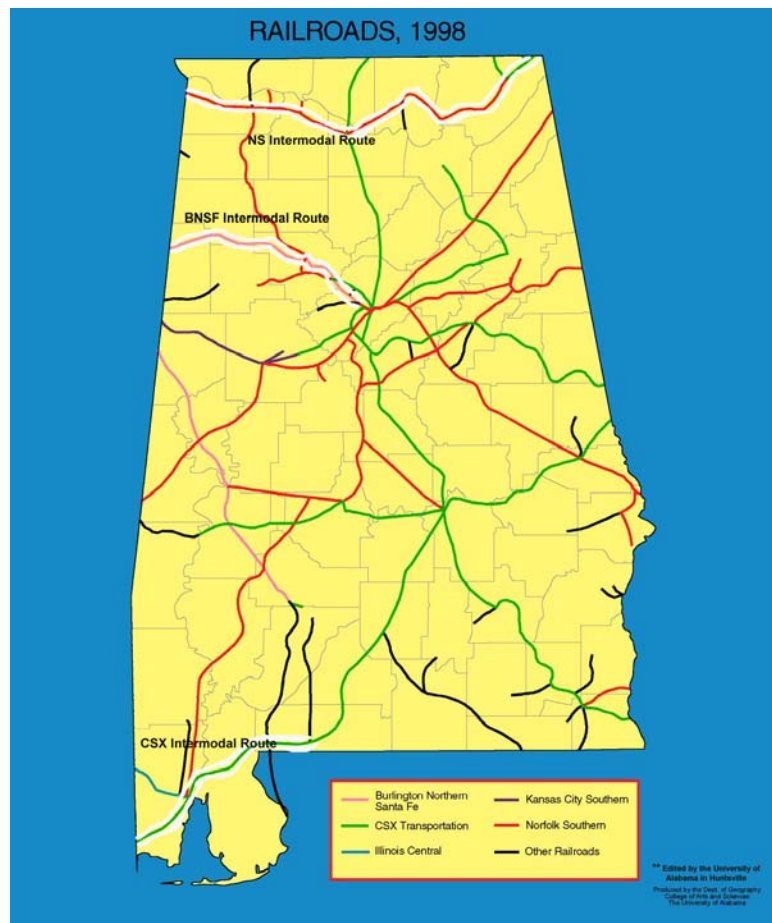 RAILROADS, 1998
NS Intermodal Route
BNSF Intermodal Route
CSX Intermodal Route
Burlington Northern
Santa Fe
CSX Transportation
Illinois Central
Kansas City Southern
Norfolk Southern
Other Railroads
** Edited by the University of
Alabama in Huntsville
Produced by the Dept. of Geography
College of Arts and Sciences
The University of Alabama